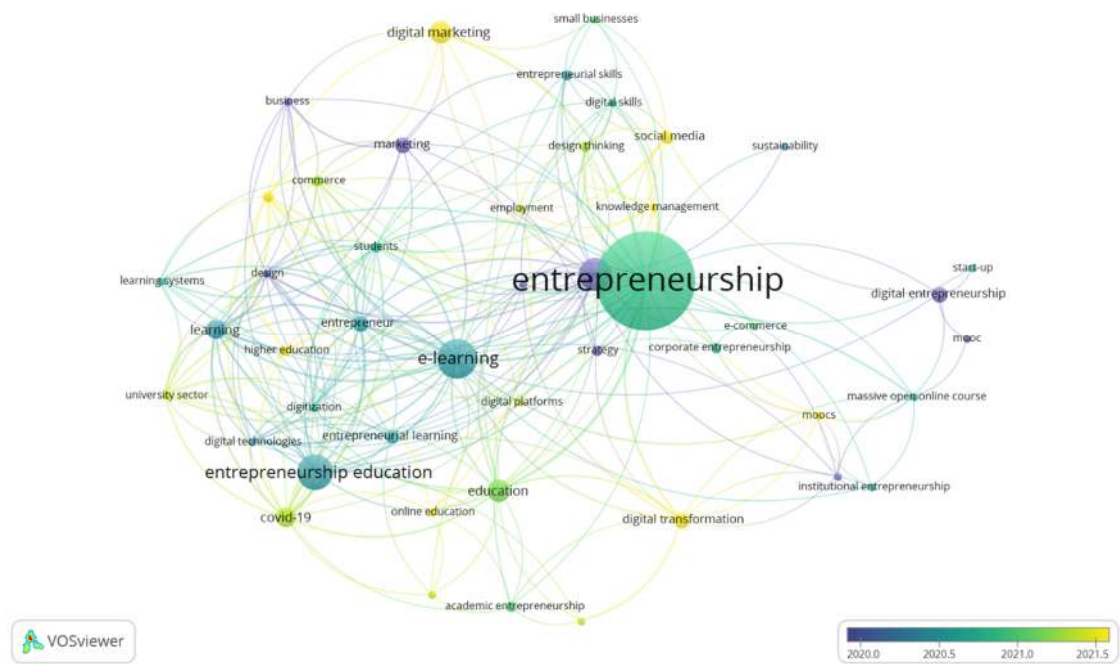 small businesses
digital marketing
entrepreneurial skills
business
digital skills
social media
marketing
design thinking
sustainability
commerce
employment
knowledge management
students
start-up
design
learning systems
entrepreneurship
digital entrepreneurship
entrepreneur
e-commerce
learning
mooc
higher education
strategy
corporate entrepreneurship
e-learning
university sector
massive open online course
digitization
digital platforms
moocs
digital technologies
entrepreneurial learning
entrepreneurship education
institutional entrepreneurship
education
covid-19
online education
digital transformation
academic entrepreneurship
VOSviewer
2020.0 2020.5 2021.0 2021.5